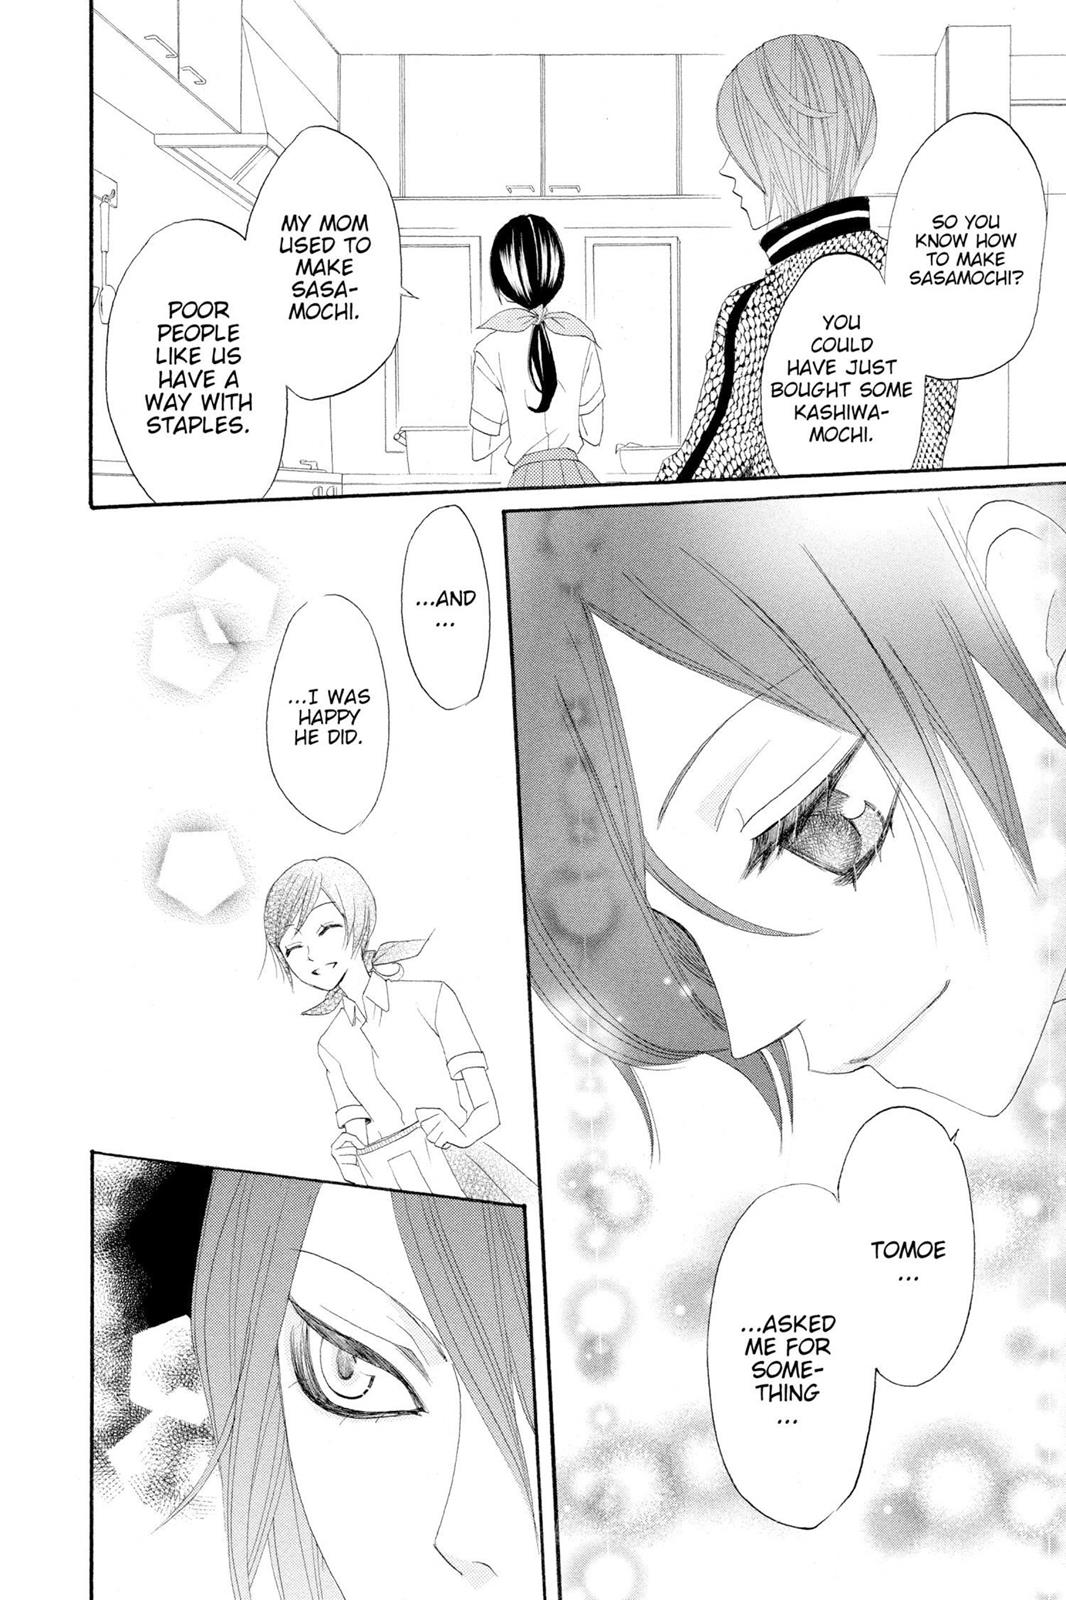 SO YOU
KNOW HOW
TO MAKE
SASAMOCHI?
YOU
COULD
HAVE JUST
BOUGHT SOME
KASHIWA-
MOCHI.
MY MOM
USED TO
MAKE
SASA-
MOCHI.
POOR
PEOPLE
LIKE US
HAVE A
WAY WITH
STAPLES.
TOMOE
...
...ASKED
ME FOR
SOME-
THING
...
...AND
...
...I WAS
HAPPY
HE DID.